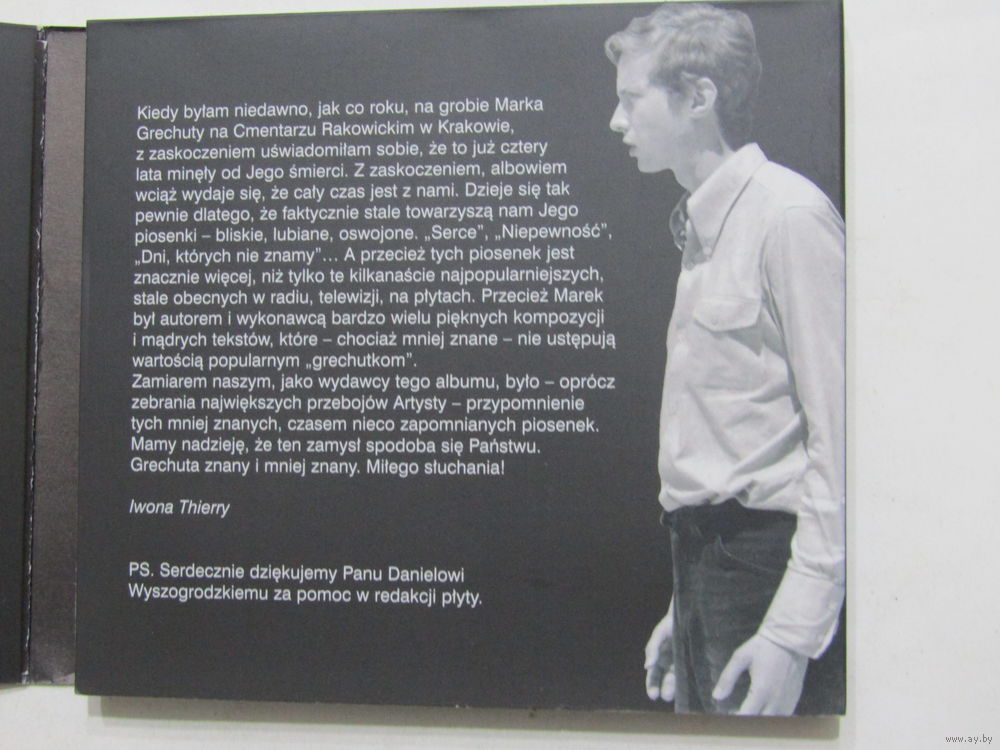 Kiedy byłam niedawno, jak co roku, na grobie Marka
Grechuty na Cmentarzu Rakowickim w Krakowie,
z zaskoczeniem uświadomiłam sobie, że to już cztery
lata minęły od Jego śmierci. Z zaskoczeniem, albowiem
wciąż wydaje się, że cały czas jest z nami. Dzieje się tak
pewnie dlatego, że faktycznie stale towarzyszą nam Jego
piosenki – bliskie, lubiane, oswojone. „Serce”, „Niepewność”,
„Dni, których nie znamy”… A przecież tych piosenek jest
znacznie więcej, niż tylko te kilkanaście najpopularniejszych,
stale obecnych w radiu, telewizji, na płytach. Przecież Marek
był autorem i wykonawcą bardzo wielu pięknych kompozycji
i mądrych tekstów, które – chociaż mniej znane – nie ustępują
wartością popularnym „grechutkom”.
Zamiarem naszym, jako wydawcy tego albumu, było – oprócz
zebrania największych przebojów Artysty – przypomnienie
tych mniej znanych, czasem nieco zapomnianych piosenek.
Mamy nadzieję, że ten zamysł spodoba się Państwu.
Grechuta znany i mniej znany. Miłego słuchania!
Iwona Thierry
PS. Serdecznie dziękujemy Panu Danielowi
Wyszogrodzkiemu za pomoc w redakcji płyty.
www.ay.by